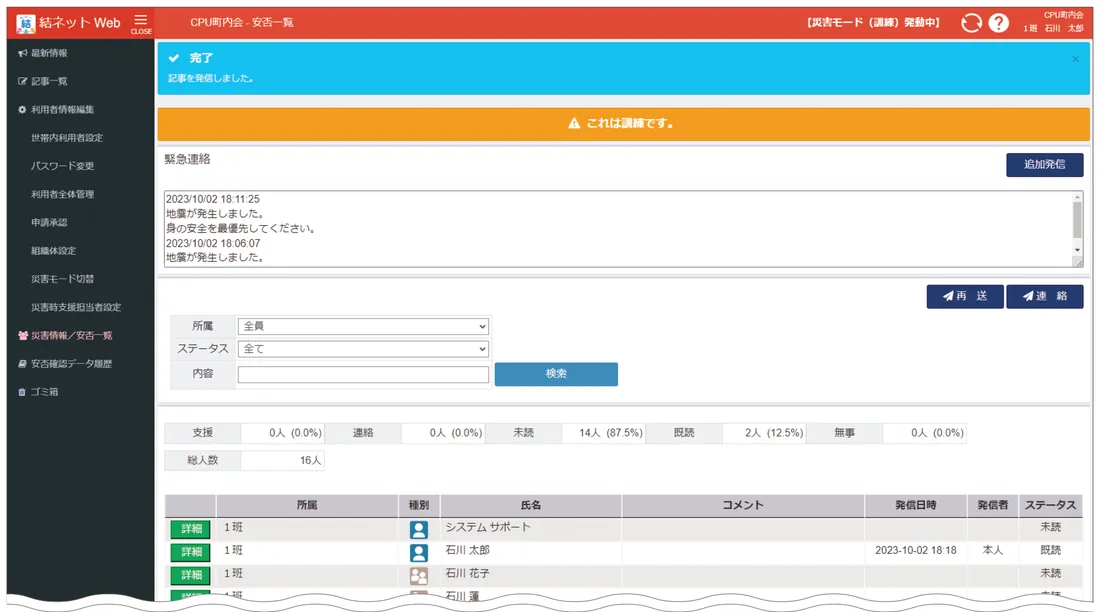 結ネット Web
CLOSE
CPU町内会 - 安否一覧
【災害モード（訓練）発動中】
CPU町内会
1班 石川 太郎
最新情報
記事一覧
利用者情報編集
世帯内利用者設定
パスワード変更
利用者全体管理
申請承認
組織体設定
災害モード切替
災害時支援担当者設定
災害情報／安否一覧
安否確認データ履歴
ゴミ箱
完了
記事を発信しました。
これは訓練です。
緊急連絡
追加発信
2023/10/02 18:11:25
地震が発生しました。
身の安全を最優先してください。
2023/10/02 18:06:07
地震が発生しました。
再 送 連 絡
所属 全員
ステータス 全て
内容 検索
支援 0人 (0.0%) 連絡 0人 (0.0%) 未読 14人 (87.5%) 既読 2人 (12.5%) 無事 0人 (0.0%)
総人数 16人
所属 種別 氏名 コメント 発信日時 発信者 ステータス
詳細 1班 システム サポート 未読
詳細 1班 石川 太郎 2023-10-02 18:18 本人 既読
詳細 1班 石川 花子 未読
詳細 1班 石川 蓮 未読